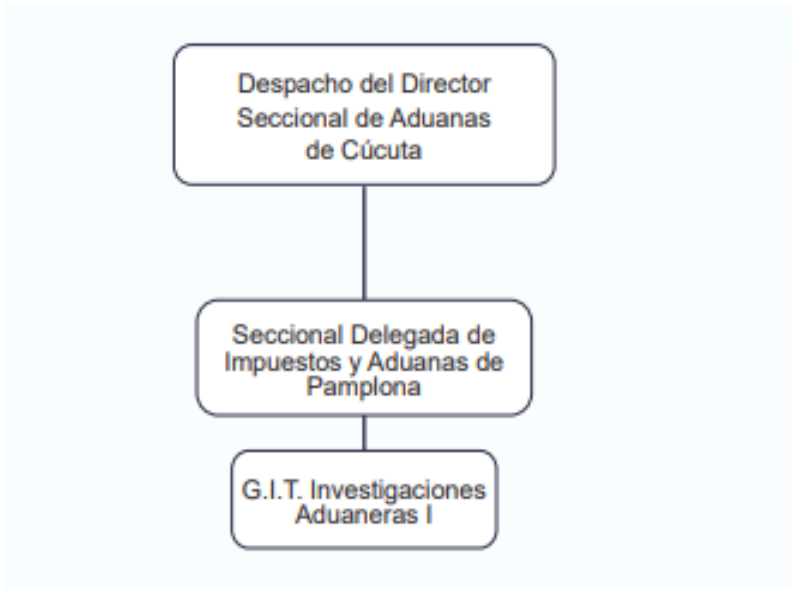 Despacho del Director
Seccional de Aduanas
de Cúcuta
Seccional Delegada de
Impuestos y Aduanas de
Pamplona
G.I.T. Investigaciones
Aduaneras I